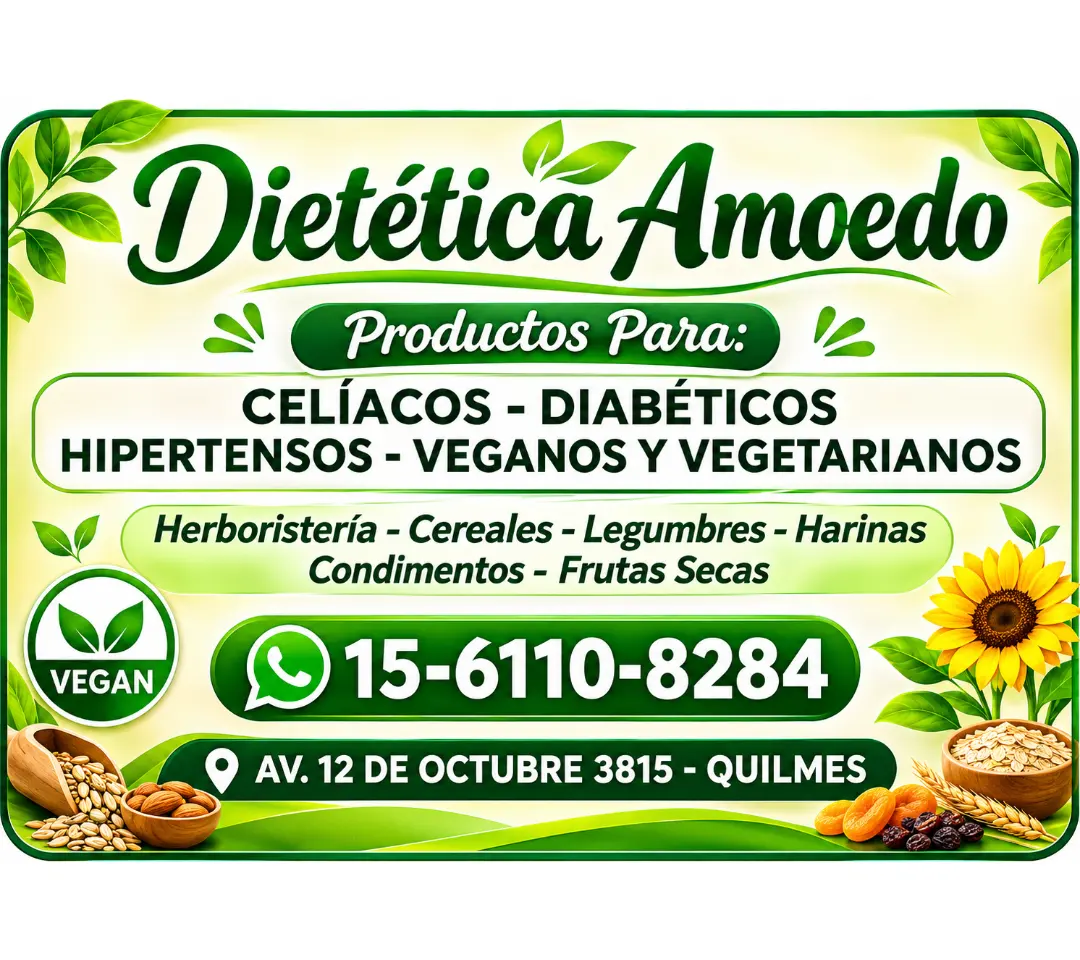 Dietética Amoedo
Productos Para:
CELÍACOS - DIABÉTICOS
HIPERTENSOS - VEGANOS Y VEGETARIANOS
Herboristería - Cereales - Legumbres - Harinas
Condimentos - Frutas Secas
VEGAN
15-6110-8284
AV. 12 DE OCTUBRE 3815 - QUILMES